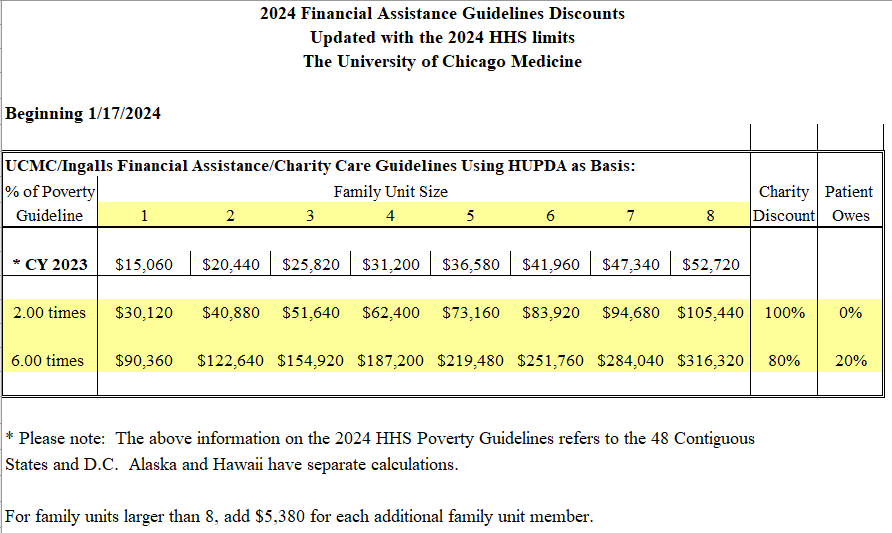 2024 Financial Assistance Guidelines Discounts
Updated with the 2024 HHS limits
The University of Chicago Medicine
Beginning 1/17/2024
UCMC/Ingalls Financial Assistance/Charity Care Guidelines Using HUPDA as Basis:
% of Poverty Family Unit Size Charity Patient
Guideline 1 2 3 4 5 6 7 8 Discount Owes
* CY 2023 $15,060 $20,440 $25,820 $31,200 $36,580 $41,960 $47,340 $52,720
2.00 times $30,120 $40,880 $51,640 $62,400 $73,160 $83,920 $94,680 $105,440 100% 0%
6.00 times $90,360 $122,640 $154,920 $187,200 $219,480 $251,760 $284,040 $316,320 80% 20%
* Please note: The above information on the 2024 HHS Poverty Guidelines refers to the 48 Contiguous
States and D.C. Alaska and Hawaii have separate calculations.
For family units larger than 8, add $5,380 for each additional family unit member.